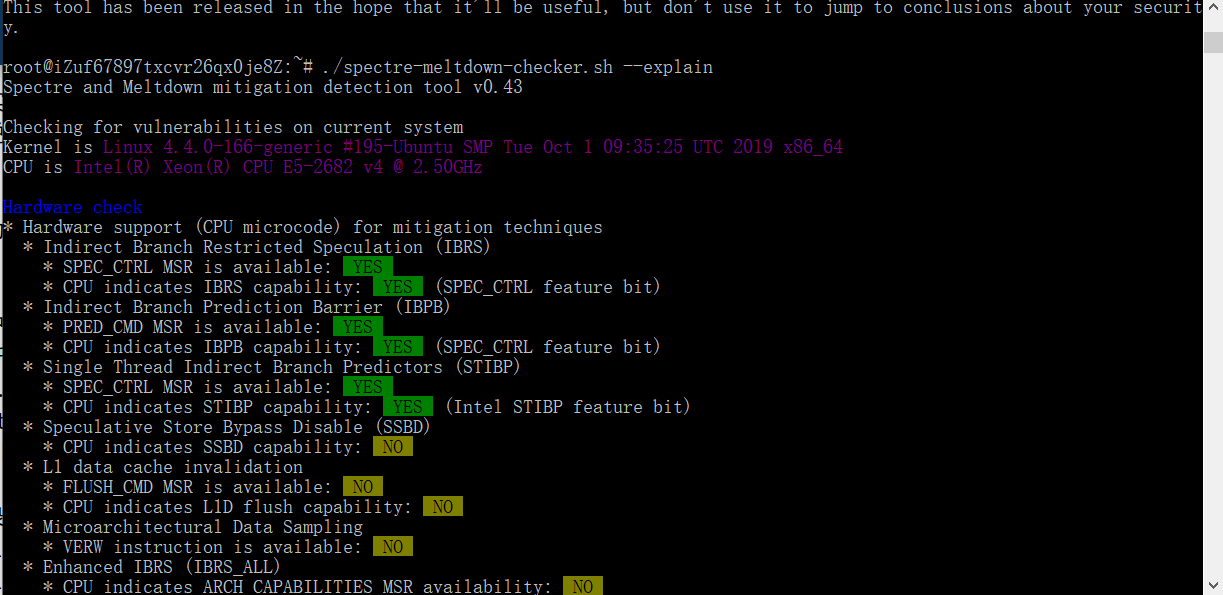 This tool has been released in the hope that it'll be useful, but don't use it to jump to conclusions about your securit
y.
root@iZuf67897txcvr26qx0je8Z:~# ./spectre-meltdown-checker.sh --explain
Spectre and Meltdown mitigation detection tool v0.43
Checking for vulnerabilities on current system
Kernel is Linux 4.4.0-166-generic #195-Ubuntu SMP Tue Oct 1 09:35:25 UTC 2019 x86_64
CPU is Intel(R) Xeon(R) CPU E5-2682 v4 @ 2.50GHz
Hardware check
* Hardware support (CPU microcode) for mitigation techniques
* Indirect Branch Restricted Speculation (IBRS)
* SPEC_CTRL MSR is available: YES
* CPU indicates IBRS capability: YES (SPEC_CTRL feature bit)
* Indirect Branch Prediction Barrier (IBPB)
* PRED_CMD MSR is available: YES
* CPU indicates IBPB capability: YES (SPEC_CTRL feature bit)
* Single Thread Indirect Branch Predictors (STIBP)
* SPEC_CTRL MSR is available: YES
* CPU indicates STIBP capability: YES (Intel STIBP feature bit)
* Speculative Store Bypass Disable (SSBD)
* CPU indicates SSBD capability: NO
* L1 data cache invalidation
* FLUSH_CMD MSR is available: NO
* CPU indicates L1D flush capability: NO
* Microarchitectural Data Sampling
* VERW instruction is available: NO
* Enhanced IBRS (IBRS_ALL)
* CPU indicates ARCH_CAPABILITIES MSR availability: NO